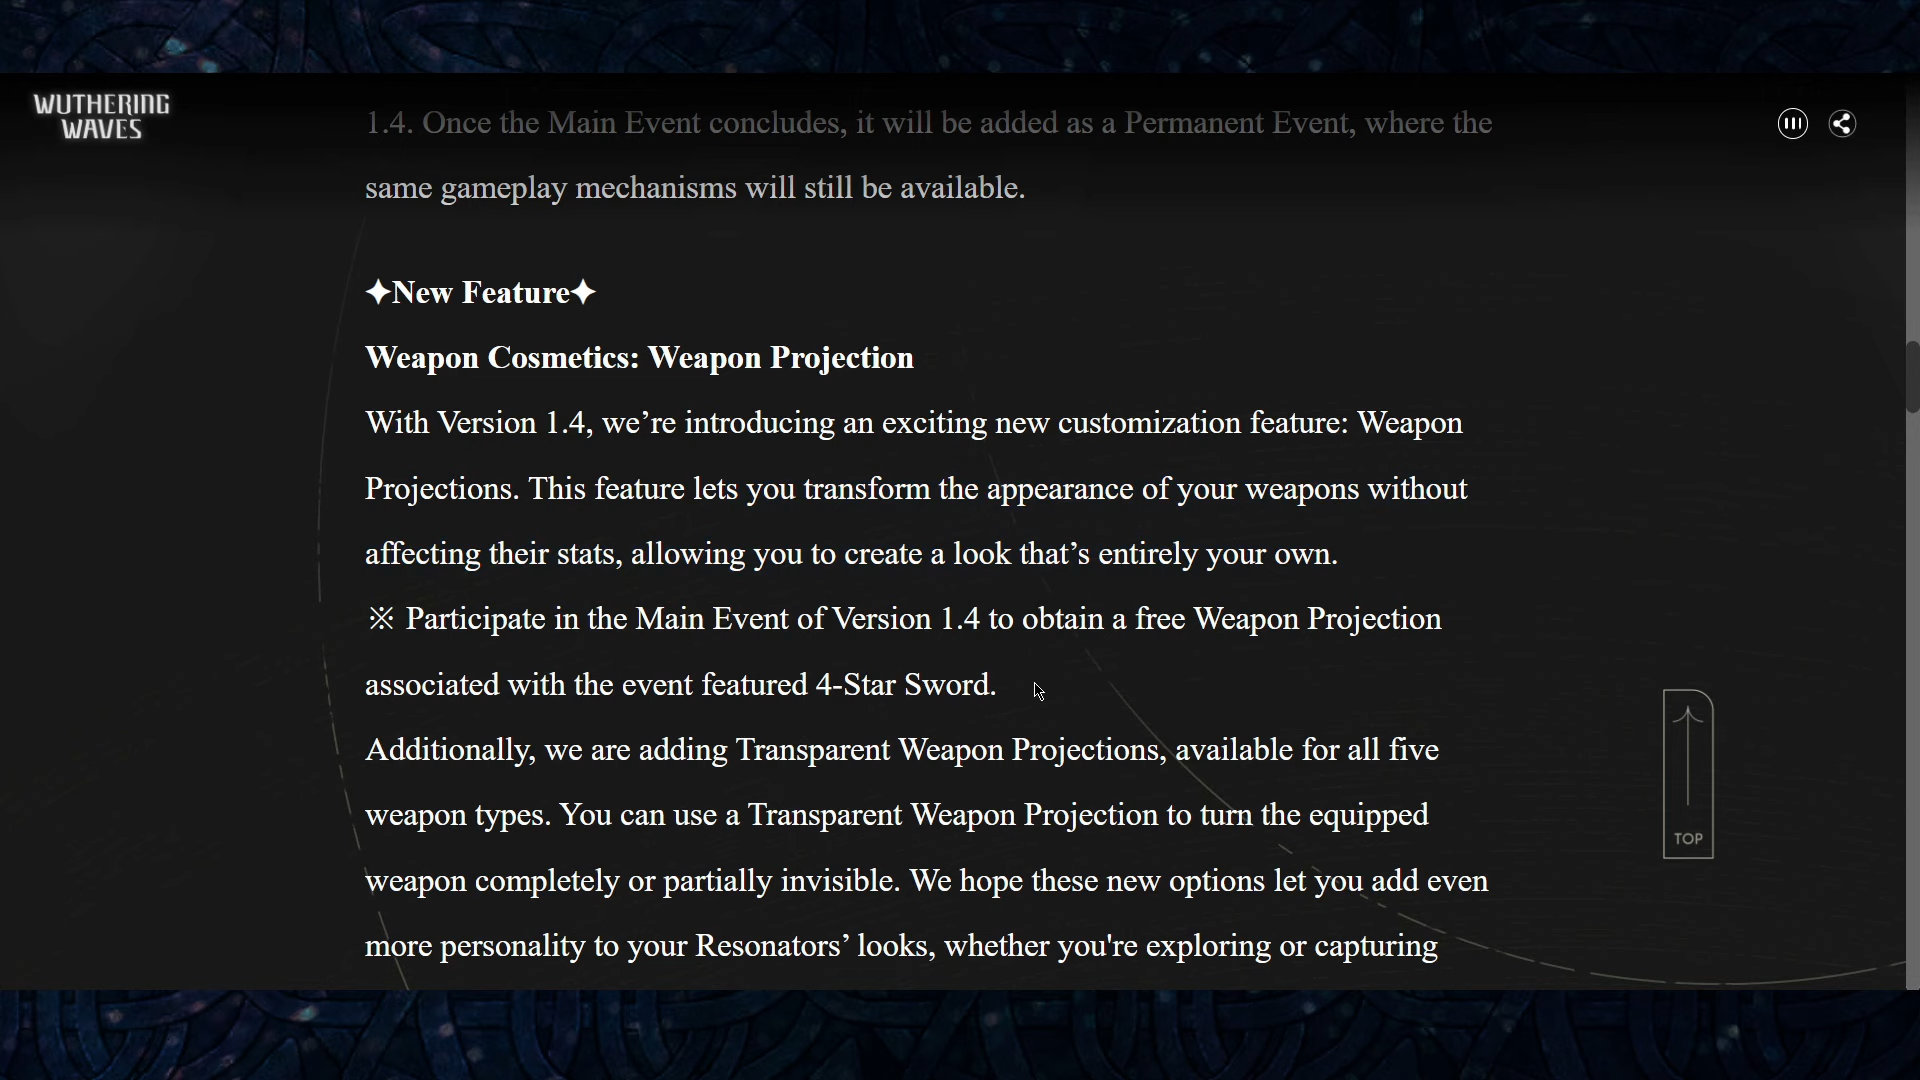 WUTHERING
WAVES
1.4. Once the Main Event concludes, it will be added as a Permanent Event, where the
same gameplay mechanisms will still be available.
✦New Feature✦
Weapon Cosmetics: Weapon Projection
With Version 1.4, we’re introducing an exciting new customization feature: Weapon
Projections. This feature lets you transform the appearance of your weapons without
affecting their stats, allowing you to create a look that’s entirely your own.
※ Participate in the Main Event of Version 1.4 to obtain a free Weapon Projection
associated with the event featured 4-Star Sword.
Additionally, we are adding Transparent Weapon Projections, available for all five
weapon types. You can use a Transparent Weapon Projection to turn the equipped
weapon completely or partially invisible. We hope these new options let you add even
more personality to your Resonators’ looks, whether you're exploring or capturing
TOP